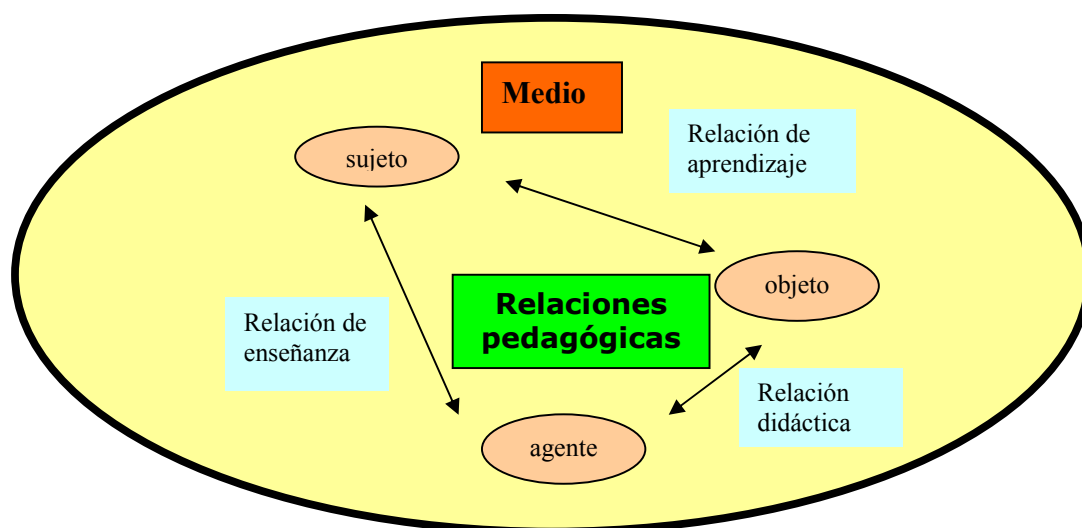 Medio
Relación de
aprendizaje
sujeto
objeto
Relaciones
pedagógicas
Relación de
enseñanza
Relación
didáctica
agente